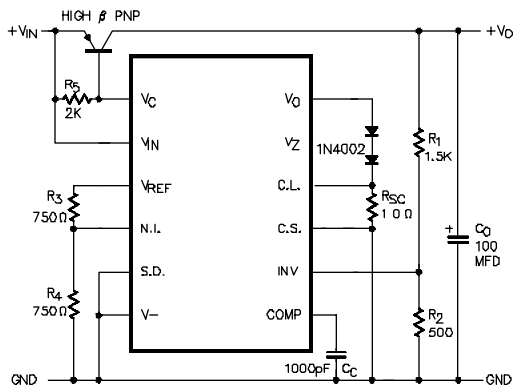 HIGH β PNP
+VIN
+VO
R5
2K
VC
VO
VIN
VZ
1N4002
R1
1.5K
VREF
C.L.
R3
750Ω
RSC
10Ω
N.I.
C.S.
+
CO
100
MFD
S.D.
INV
R4
750Ω
V-
COMP
R2
500
1000pF
CC
GND
GND